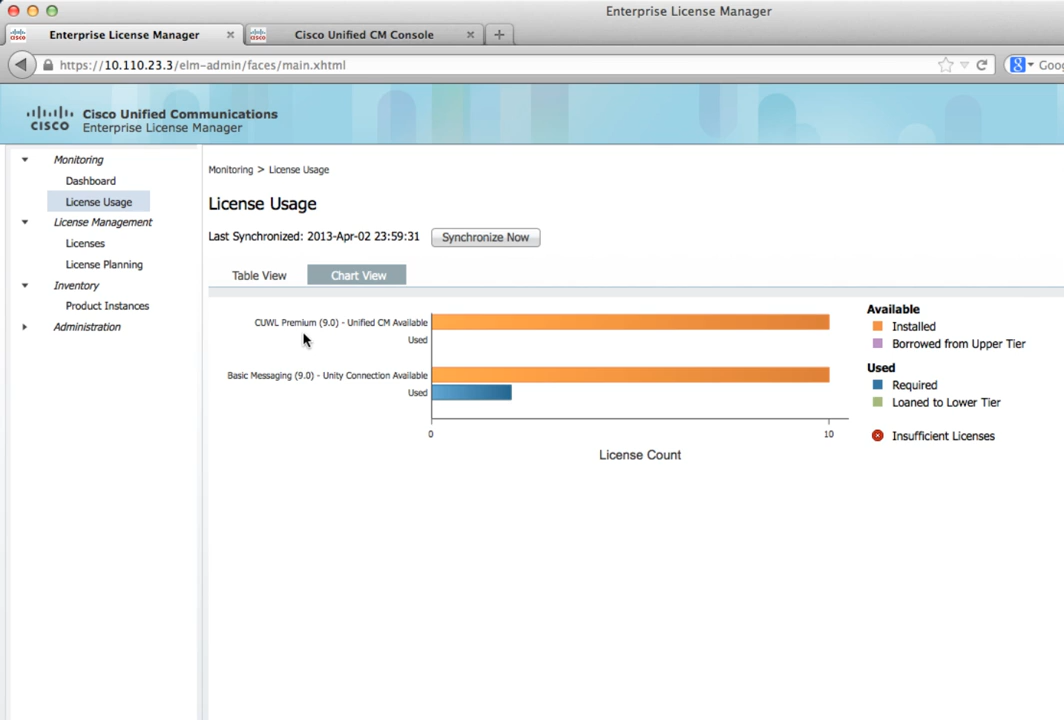 Enterprise License Manager
Enterprise License Manager
Cisco Unified CM Console
https://10.110.23.3/elm-admin/faces/main.xhtml
Goog
CISCO
Cisco Unified Communications
Enterprise License Manager
Monitoring
Dashboard
License Usage
License Management
Licenses
License Planning
Inventory
Product Instances
Administration
Monitoring > License Usage
License Usage
Last Synchronized: 2013-Apr-02 23:59:31 Synchronize Now
Table View Chart View
CUWL Premium (9.0) - Unified CM Available
Used
Basic Messaging (9.0) - Unity Connection Available
Used
0 10
License Count
Available
Installed
Borrowed from Upper Tier
Used
Required
Loaned to Lower Tier
Insufficient Licenses